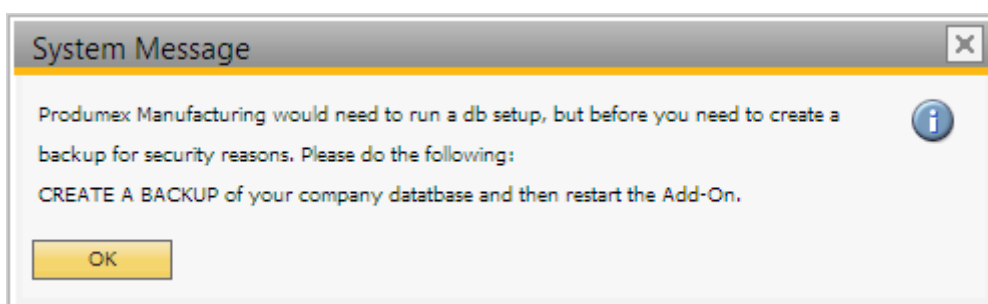 System Message
Produmex Manufacturing would need to run a db setup, but before you need to create a
backup for security reasons. Please do the following:
CREATE A BACKUP of your company datatbase and then restart the Add-On.
OK